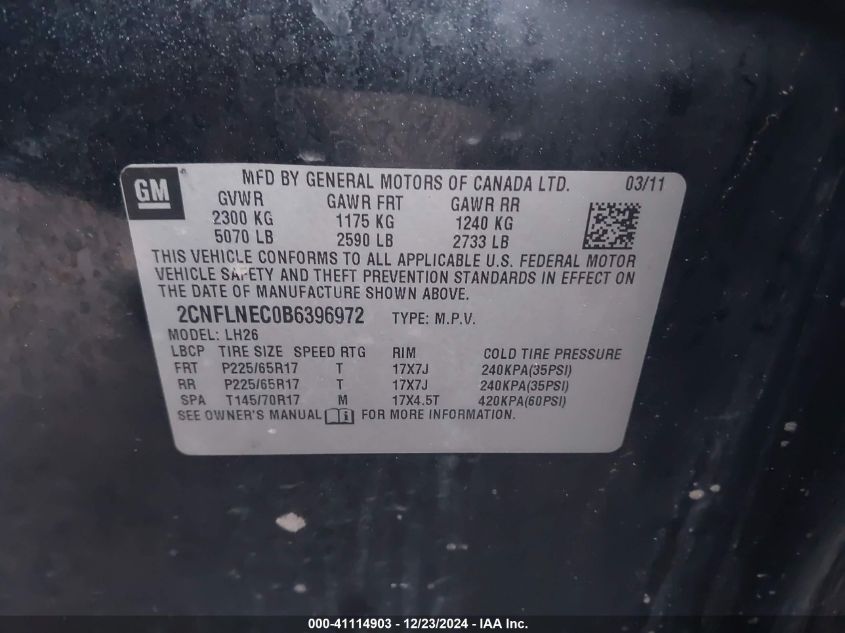 GM
MFD BY GENERAL MOTORS OF CANADA LTD. 03/11
GVWR GAWR FRT GAWR RR
2300 KG 1175 KG 1240 KG
5070 LB 2590 LB 2733 LB
THIS VEHICLE CONFORMS TO ALL APPLICABLE U.S. FEDERAL MOTOR
VEHICLE SAFETY AND THEFT PREVENTION STANDARDS IN EFFECT ON
THE DATE OF MANUFACTURE SHOWN ABOVE.
2CNFLNEC0B6396972 TYPE: M.P.V.
MODEL: LH26
LBCP TIRE SIZE SPEED RTG RIM COLD TIRE PRESSURE
FRT P225/65R17 T 17X7J 240KPA(35PSI)
RR P225/65R17 T 17X7J 240KPA(35PSI)
SPA T145/70R17 M 17X4.5T 420KPA(60PSI)
SEE OWNER'S MANUAL i FOR MORE INFORMATION.
000-41114903 - 12/23/2024 - IAA Inc.